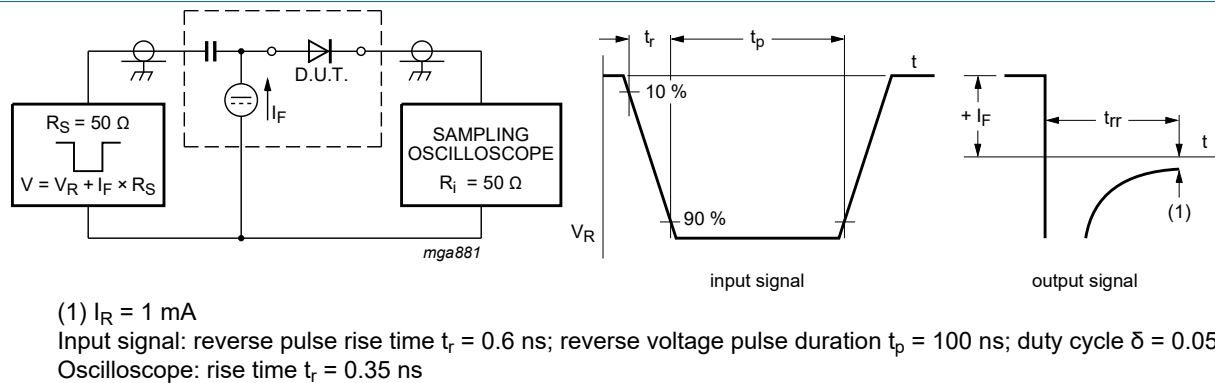 D.U.T.
I_F
R_S = 50 Ω
V = V_R + I_F × R_S
SAMPLING
OSCILLOSCOPE
R_i = 50 Ω
mga881
t_r
t_p
t
10 %
90 %
V_R
input signal
+ I_F
t_rr
t
(1)
output signal
(1) I_R = 1 mA
Input signal: reverse pulse rise time t_r = 0.6 ns; reverse voltage pulse duration t_p = 100 ns; duty cycle δ = 0.05
Oscilloscope: rise time t_r = 0.35 ns